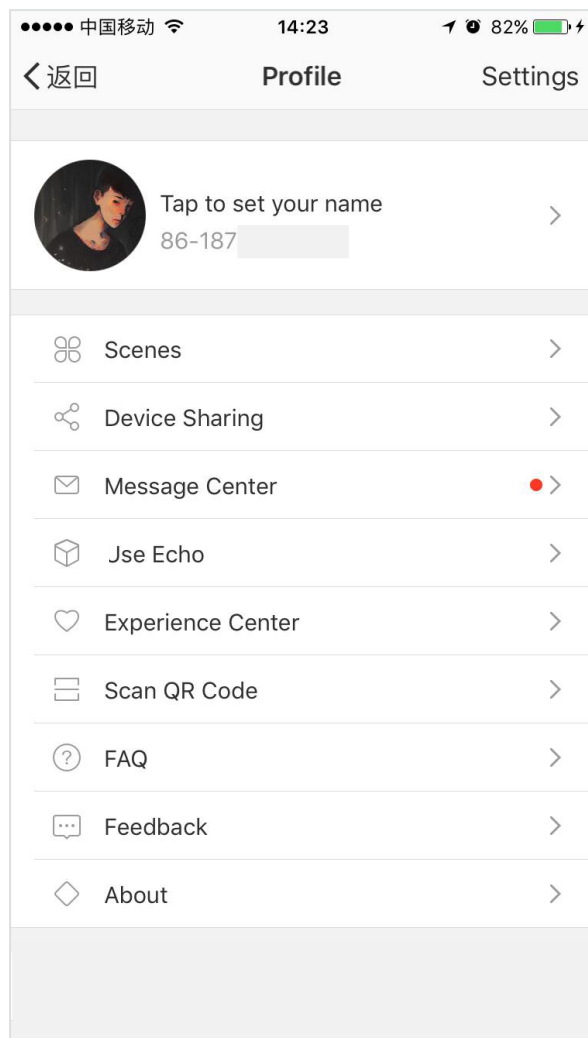 中国移动 14:23 82%
返回 Profile Settings
Tap to set your name
86-187
Scenes
Device Sharing
Message Center
Jse Echo
Experience Center
Scan QR Code
FAQ
Feedback
About